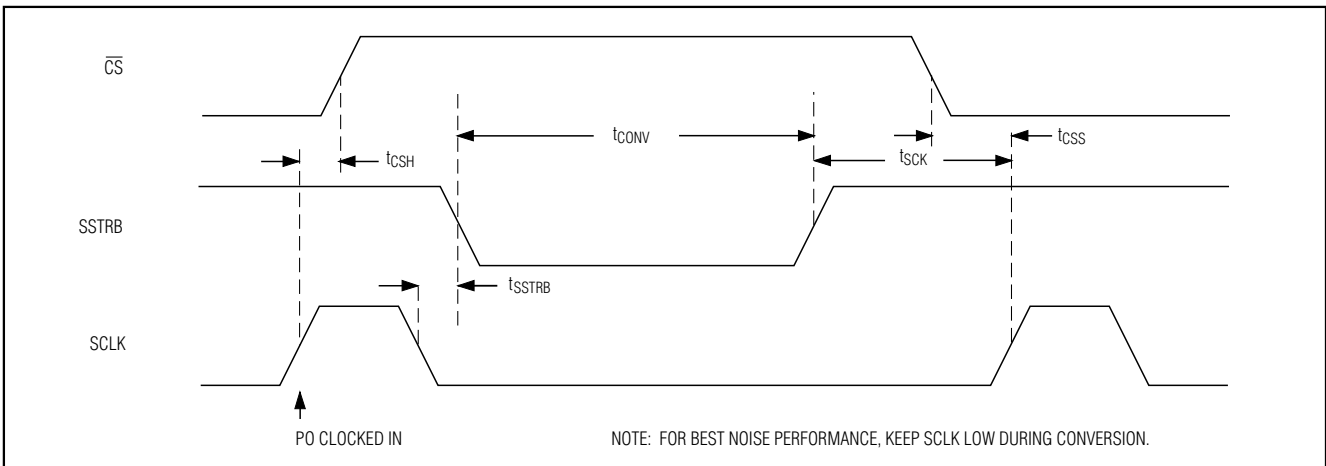 C̅S̅
tCONV
tCSS
tCSH
tSCK
SSTRB
tSSTRB
SCLK
PO CLOCKED IN
NOTE: FOR BEST NOISE PERFORMANCE, KEEP SCLK LOW DURING CONVERSION.